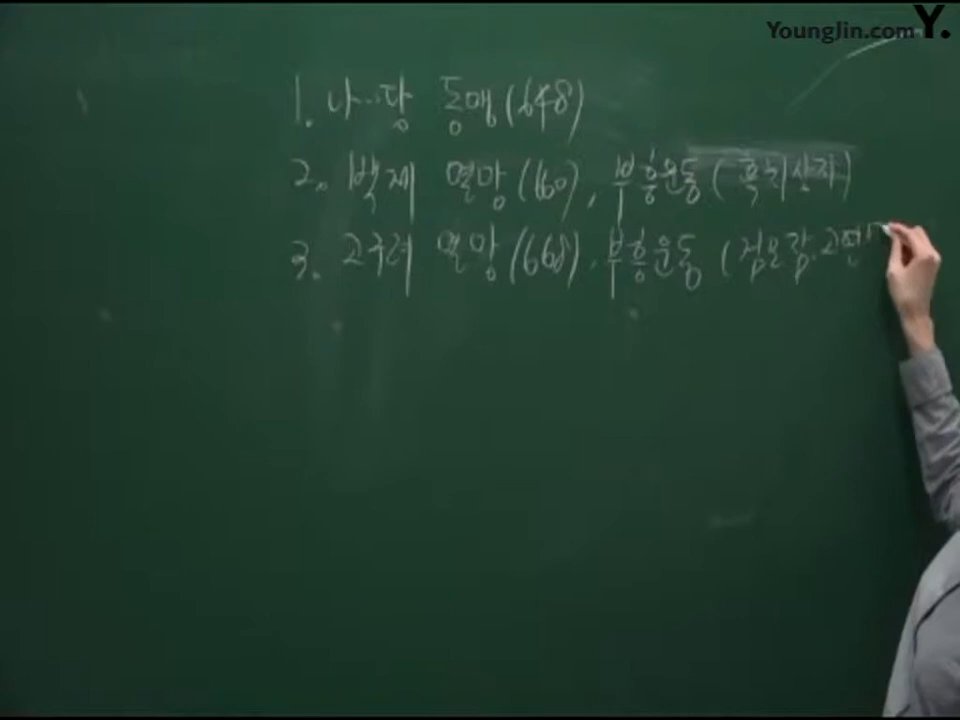 YoungJin.com Y.
1. 나·당 동맹(648)
2. 백제 멸망(660), 부흥운동(흑치상지)
3. 고구려 멸망(668). 부흥운동 (검모잠.고연